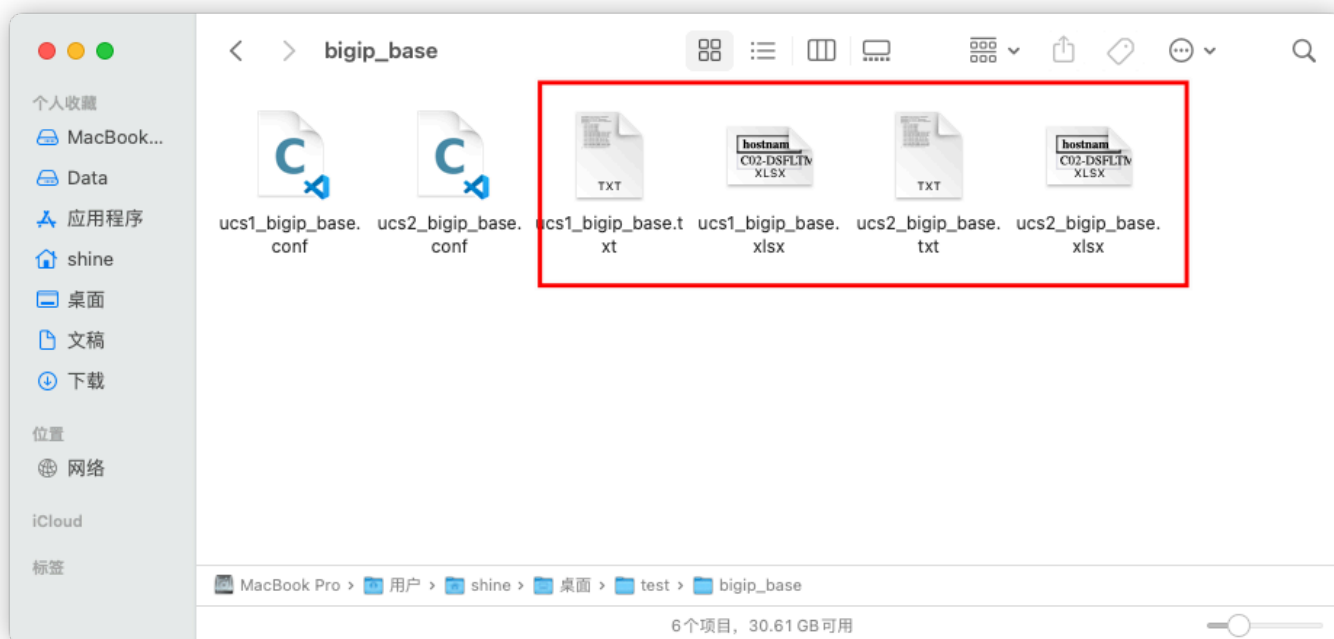 bigip_base
个人收藏
MacBook...
Data
应用程序
shine
桌面
文稿
下载
位置
网络
iCloud
标签
C
C
TXT
hostnam
C02-DSFLTM
XLSX
TXT
hostnam
C02-DSFLTM
XLSX
ucs1_bigip_base.
conf
ucs2_bigip_base.
conf
ucs1_bigip_base.t
xt
ucs1_bigip_base.
xlsx
ucs2_bigip_base.
txt
ucs2_bigip_base.
xlsx
MacBook Pro › 用户 › shine › 桌面 › test › bigip_base
6个项目，30.61 GB可用